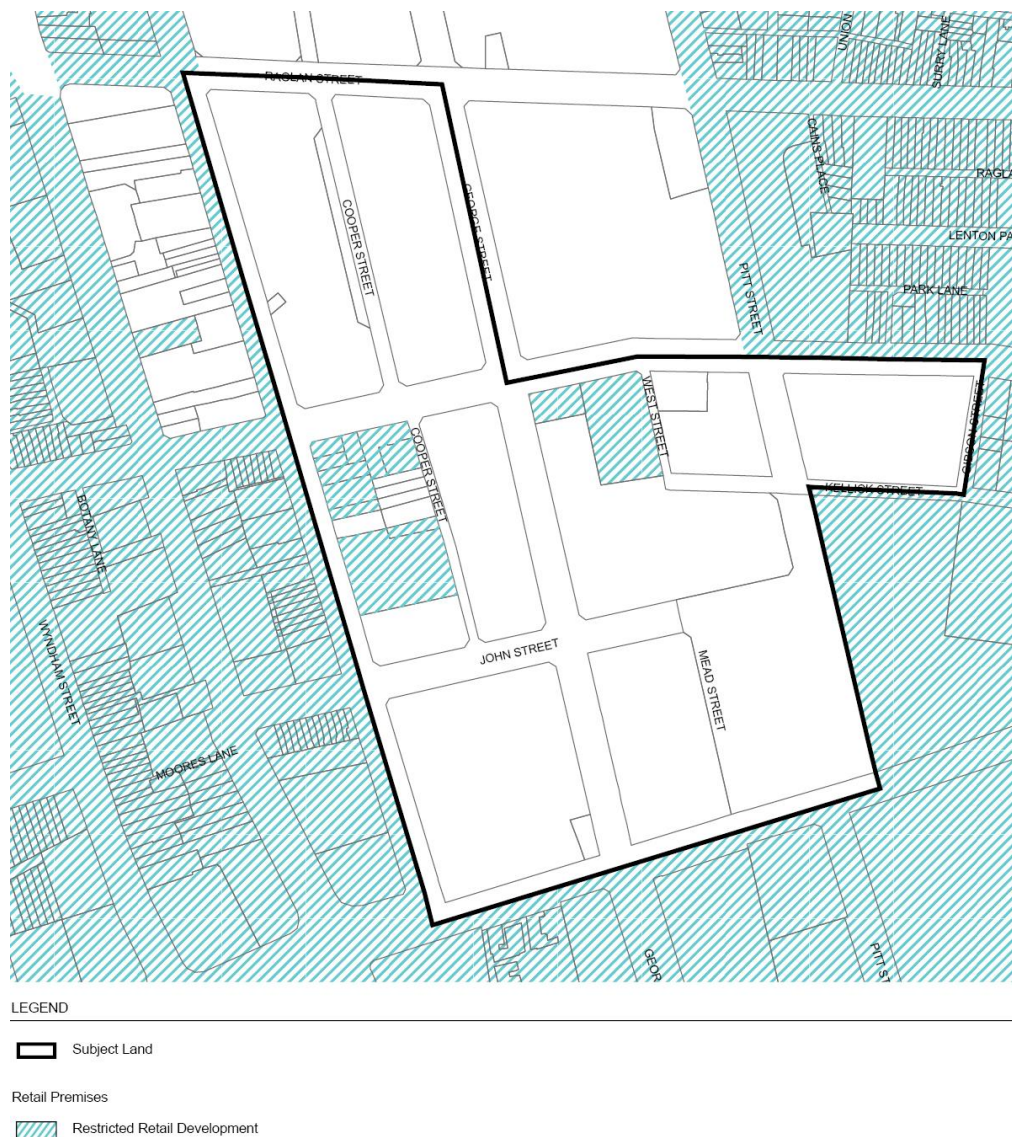 UNION
SURRY LANE
RAGLAN STREET
CAINS PLACE
RAGLA
COOPER STREET
GEORGE STREET
LENTON PA
PITT STREET
PARK LANE
WEST STREET
GIBSON STREET
COOPER STREET
KELLICK STREET
BOTANY LANE
WYNDHAM STREET
JOHN STREET
MEAD STREET
MOORES LANE
GEOR
PITT ST
LEGEND
Subject Land
Retail Premises
Restricted Retail Development